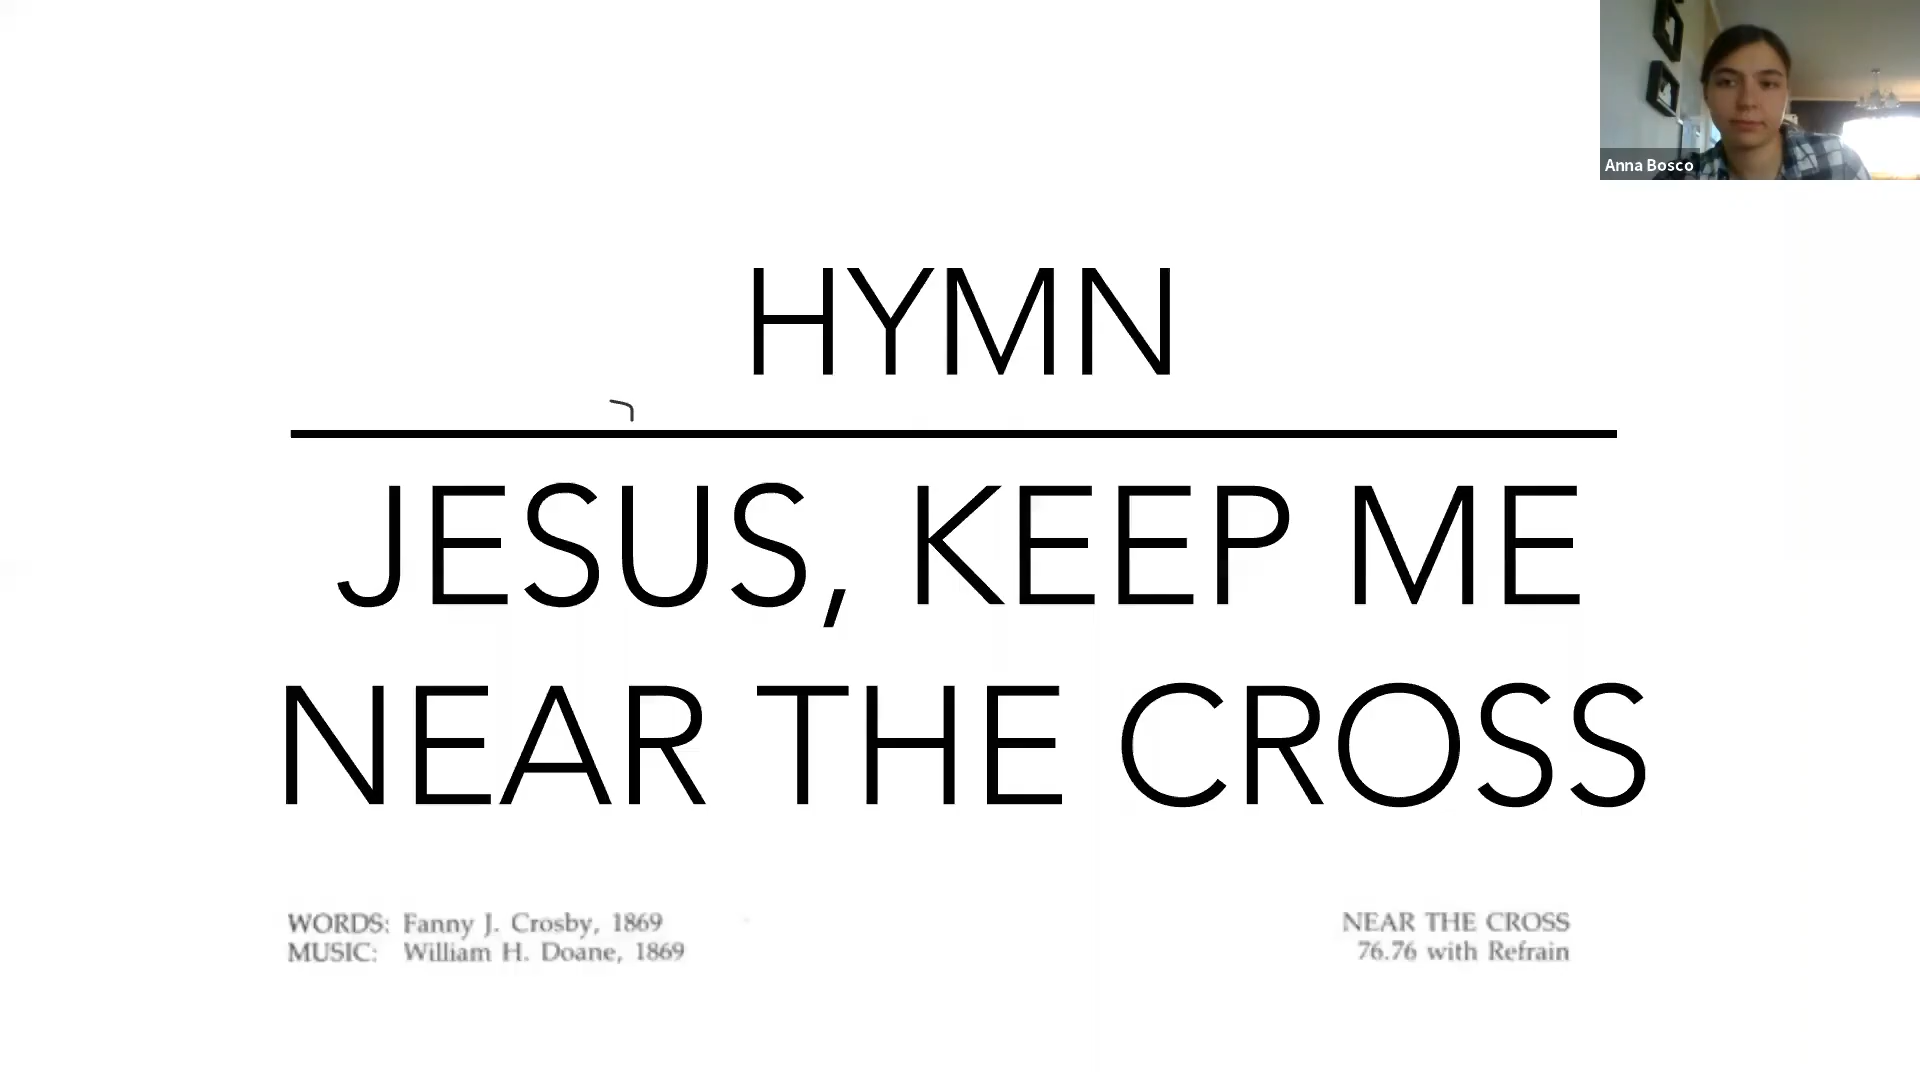 Anna Bosco
HYMN
JESUS, KEEP ME
NEAR THE CROSS
WORDS: Fanny J. Crosby, 1869
MUSIC: William H. Doane, 1869
NEAR THE CROSS
76.76 with Refrain